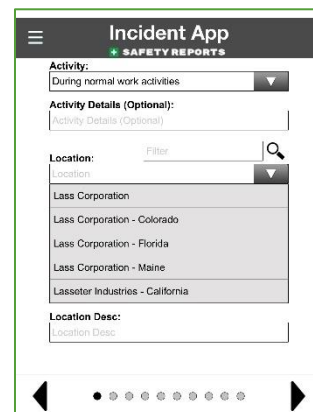 Incident App
SAFETY REPORTS
Activity:
During normal work activities
Activity Details (Optional):
Activity Details (Optional)
Filter
Location:
Location
Lass Corporation
Lass Corporation - Colorado
Lass Corporation - Florida
Lass Corporation - Maine
Lasseter Industries - California
Location Desc:
Location Desc